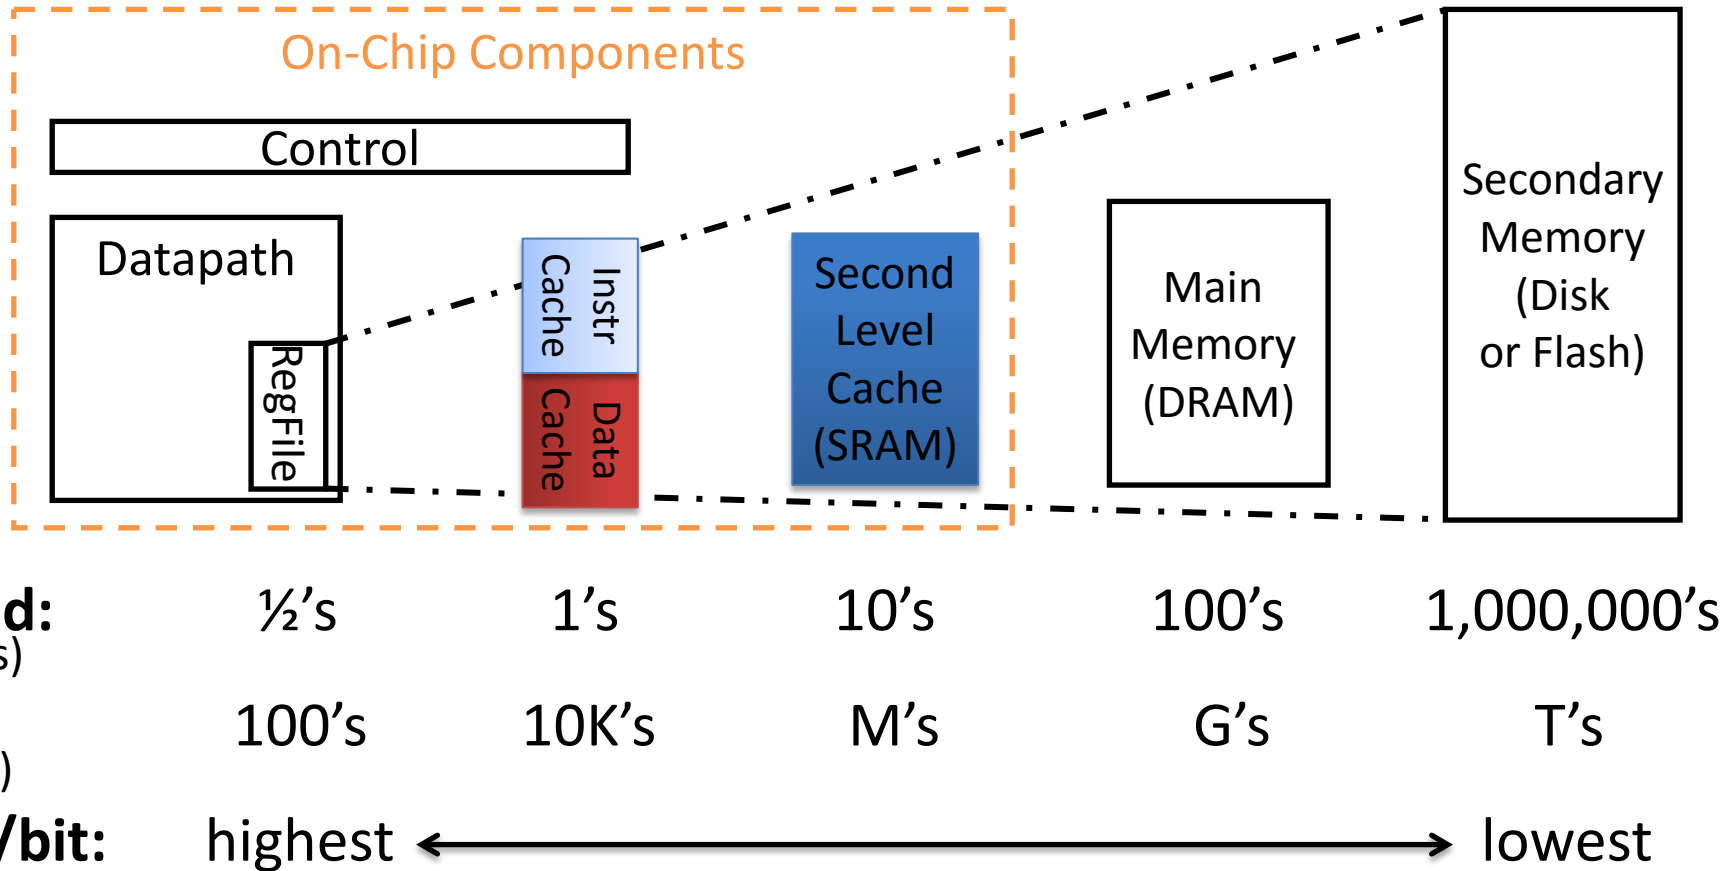 On-Chip Components
Control
Datapath
RegFile
Instr
Cache
Data
Cache
Second
Level
Cache
(SRAM)
Main
Memory
(DRAM)
Secondary
Memory
(Disk
or Flash)
d: ½’s 1’s 10’s 100’s 1,000,000’s
s)
100’s 10K’s M’s G’s T’s
)
/bit: highest lowest